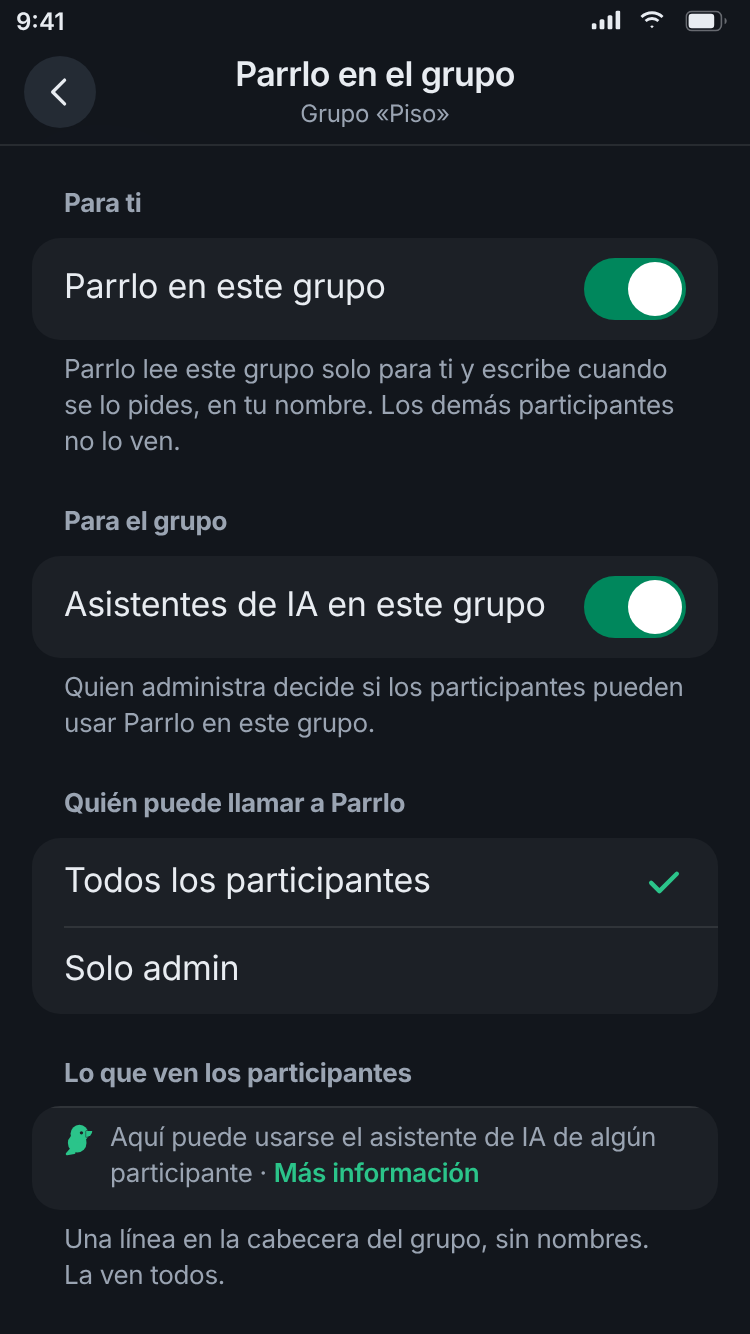 9:41
Parrlo en el grupo
Grupo «Piso»
Para ti
Parrlo en este grupo
Parrlo lee este grupo solo para ti y escribe cuando
se lo pides, en tu nombre. Los demás participantes
no lo ven.
Para el grupo
Asistentes de IA en este grupo
Quien administra decide si los participantes pueden
usar Parrlo en este grupo.
Quién puede llamar a Parrlo
Todos los participantes
Solo admin
Lo que ven los participantes
Aquí puede usarse el asistente de IA de algún
participante · Más información
Una línea en la cabecera del grupo, sin nombres.
La ven todos.